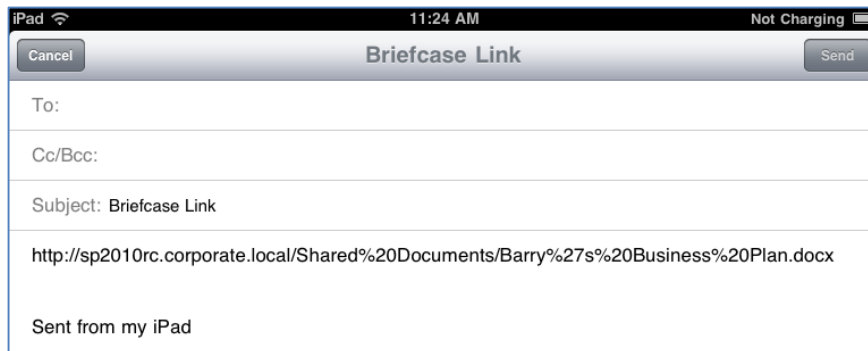 iPad 11:24 AM Not Charging
Cancel Briefcase Link Send
To:
Cc/Bcc:
Subject: Briefcase Link
http://sp2010rc.corporate.local/Shared%20Documents/Barry%27s%20Business%20Plan.docx
Sent from my iPad